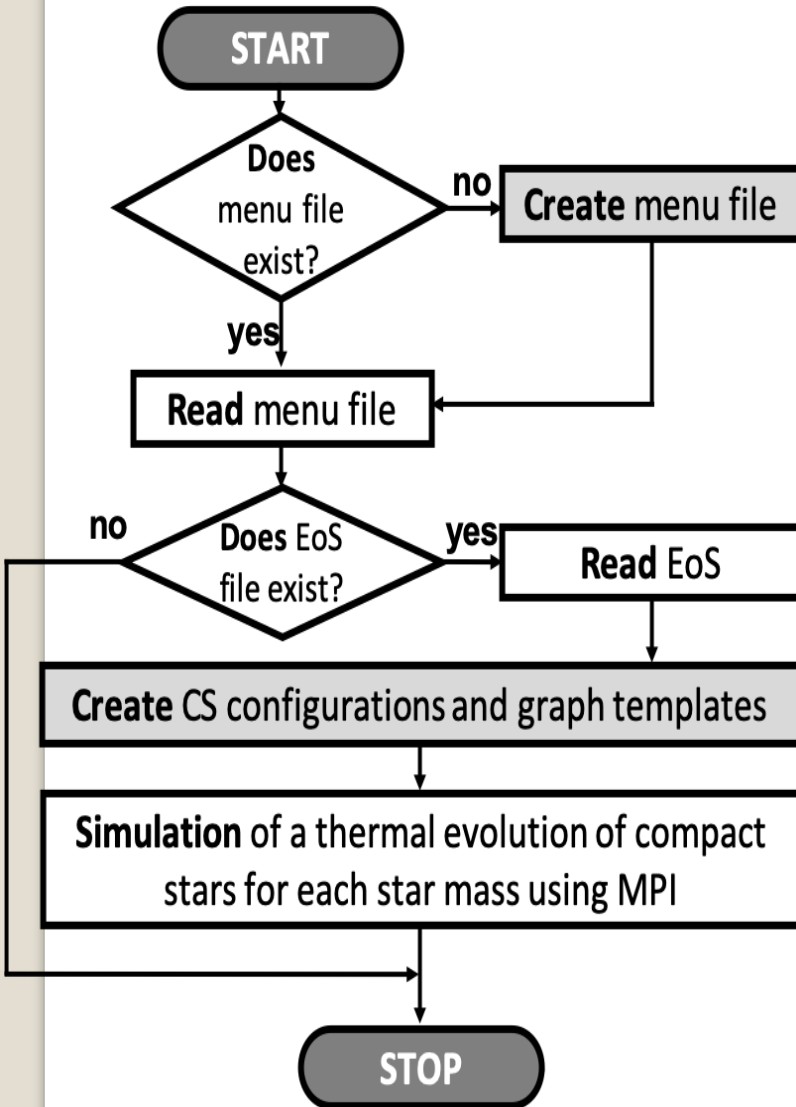 START
Does
menu file
exist?
no
Create menu file
yes
Read menu file
no
Does EoS
file exist?
yes
Read EoS
Create CS configurations and graph templates
Simulation of a thermal evolution of compact
stars for each star mass using MPI
STOP